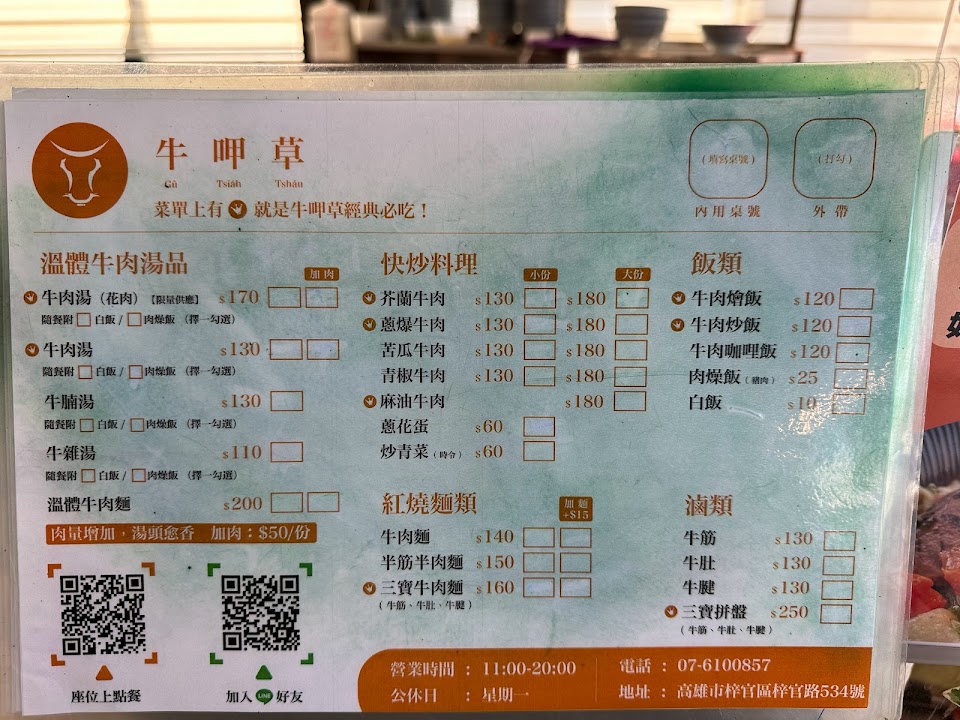 牛呷草
Gû Tsia̍h Tsháu
菜單上有 就是牛呷草經典必吃！
（填寫桌號）
內用桌號
（打勾）
外帶
溫體牛肉湯品
加肉
牛肉湯（花肉）【限量供應】 $170
隨餐附 白飯 / 肉燥飯 （擇一勾選）
牛肉湯 $130
隨餐附 白飯 / 肉燥飯 （擇一勾選）
牛腩湯 $130
隨餐附 白飯 / 肉燥飯 （擇一勾選）
牛雜湯 $110
隨餐附 白飯 / 肉燥飯 （擇一勾選）
溫體牛肉麵 $200
肉量增加，湯頭愈香 加肉：$50/份
座位上點餐
加入 LINE 好友
快炒料理 小份 大份
芥蘭牛肉 $130 $180
蔥爆牛肉 $130 $180
苦瓜牛肉 $130 $180
青椒牛肉 $130 $180
麻油牛肉 $180
蔥花蛋 $60
炒青菜（時令） $60
紅燒麵類
加麵
+$15
牛肉麵 $140
半筋半肉麵 $150
三寶牛肉麵 $160
（牛筋、牛肚、牛腱）
飯類
牛肉燴飯 $120
牛肉炒飯 $120
牛肉咖哩飯 $120
肉燥飯（豬肉） $25
白飯 $10
滷類
牛筋 $130
牛肚 $130
牛腱 $130
三寶拼盤 $250
（牛筋、牛肚、牛腱）
營業時間 ： 11:00-20:00
公休日 ： 星期一
電話 ： 07-6100857
地址 ： 高雄市梓官區梓官路534號